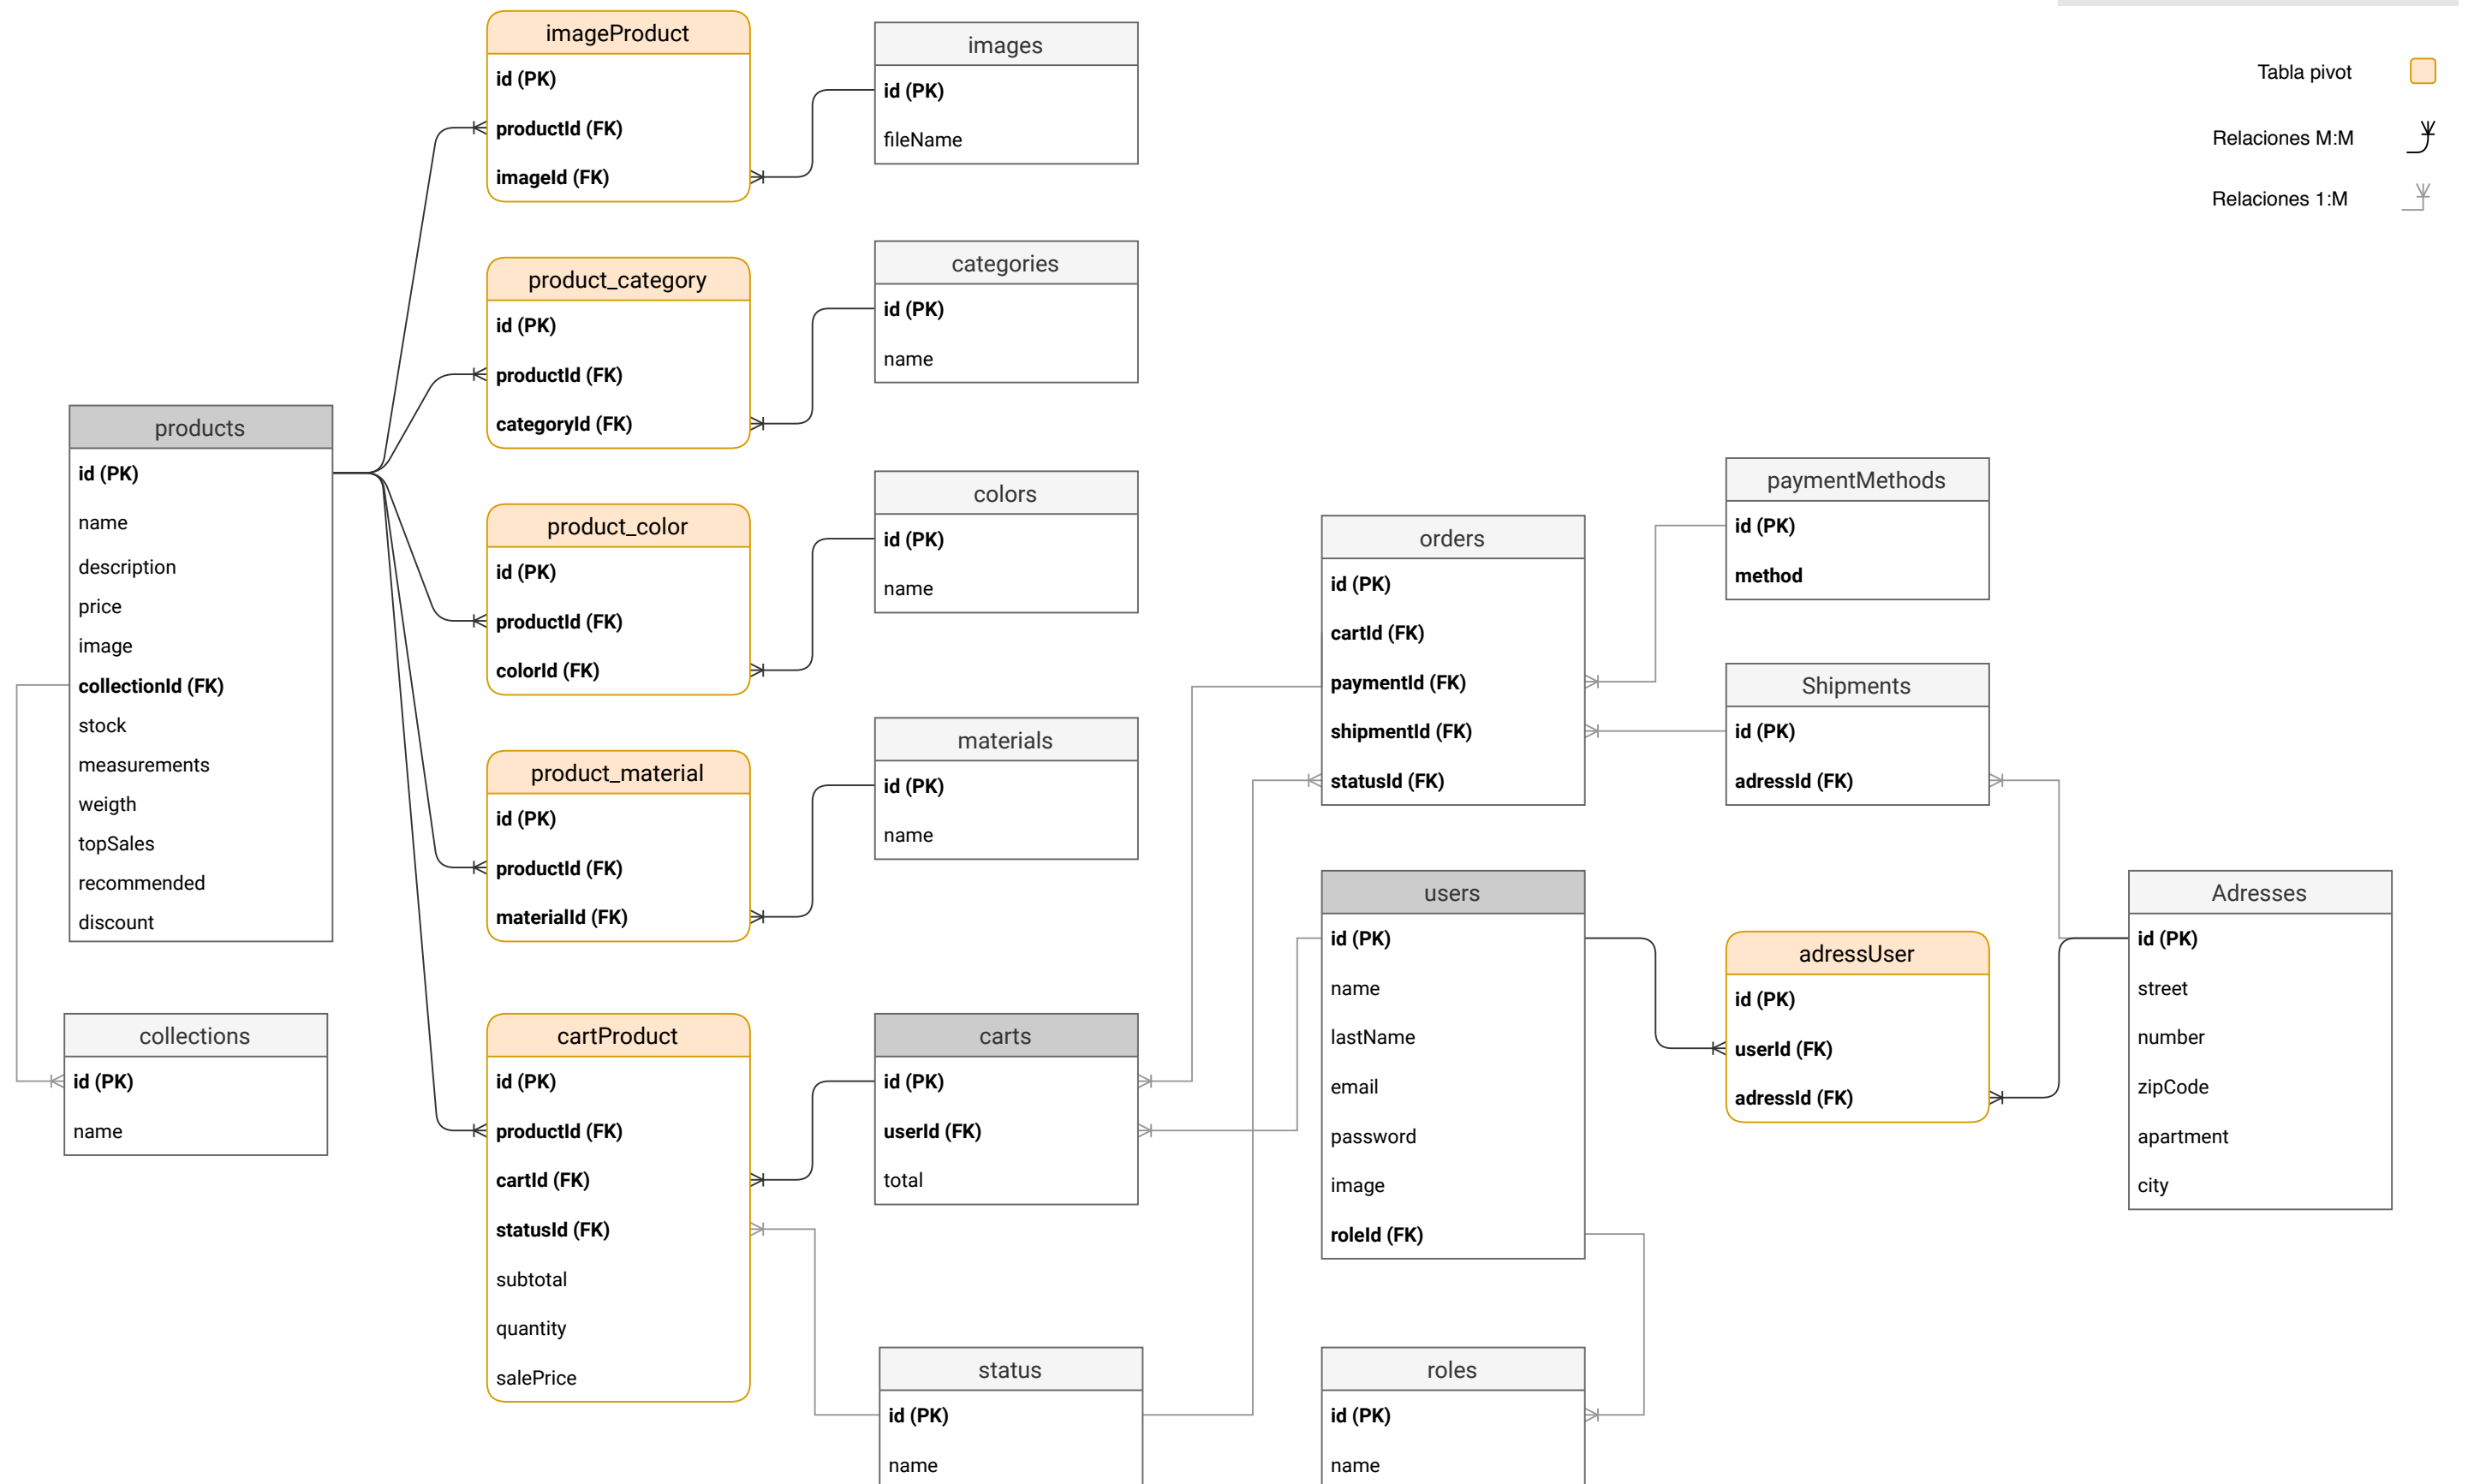 imageProduct
id (PK)
productId (FK)
imageId (FK)
images
id (PK)
fileName
Tabla pivot
Relaciones M:M
Relaciones 1:M
product_category
id (PK)
productId (FK)
categoryId (FK)
categories
id (PK)
name
products
id (PK)
name
description
price
image
collectionId (FK)
stock
measurements
weigth
topSales
recommended
discount
product_color
id (PK)
productId (FK)
colorId (FK)
colors
id (PK)
name
product_material
id (PK)
productId (FK)
materialId (FK)
materials
id (PK)
name
orders
id (PK)
cartId (FK)
paymentId (FK)
shipmentId (FK)
statusId (FK)
paymentMethods
id (PK)
method
Shipments
id (PK)
adressId (FK)
users
id (PK)
name
lastName
email
password
image
roleId (FK)
adressUser
id (PK)
userId (FK)
adressId (FK)
Adresses
id (PK)
street
number
zipCode
apartment
city
collections
id (PK)
name
cartProduct
id (PK)
productId (FK)
cartId (FK)
statusId (FK)
subtotal
quantity
salePrice
carts
id (PK)
userId (FK)
total
status
id (PK)
name
roles
id (PK)
name